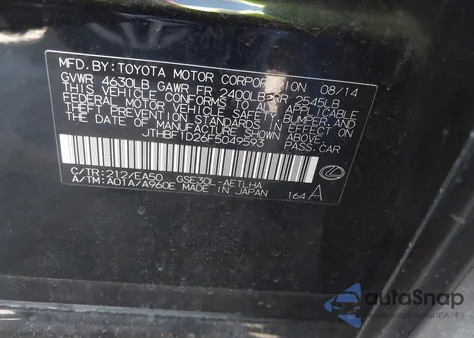 MFD.BY:TOYOTA MOTOR CORPORATION 08/14
GVWR 4630LB GAWR FR 2400LB RR 2545LB
THIS VEHICLE CONFORMS TO ALL APPLICABLE
FEDERAL MOTOR VEHICLE SAFETY, BUMPER, AND
THEFT PREVENTION STANDARDS IN EFFECT ON
THE DATE OF MANUFACTURE SHOWN ABOVE.
JTHBF1D26F5049593 PASS.CAR
C/TR:212/EA50 GSE30L-AETLHA
A/TM:A01A/A960E MADE IN JAPAN 164 A
autoSnap